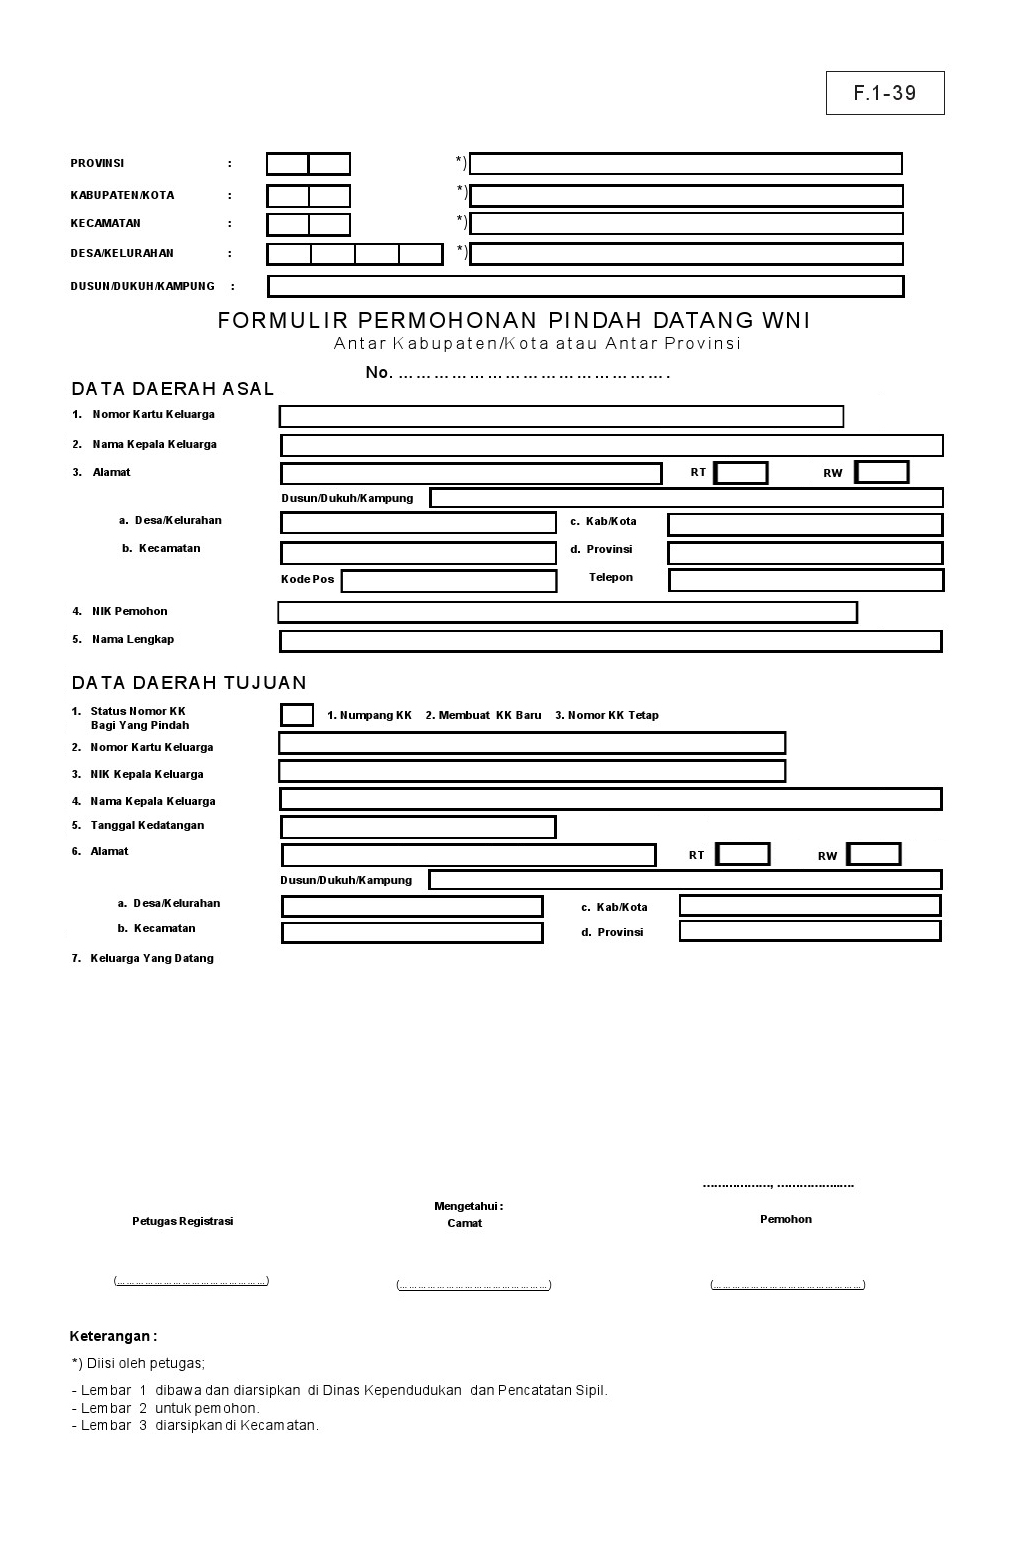 F.1-39
PROVINSI : *)
KABUPATEN/KOTA : *)
KECAMATAN : *)
DESA/KELURAHAN : *)
DUSUN/DUKUH/KAMPUNG :
FORMULIR PERMOHONAN PINDAH DATANG WNI
Antar Kabupaten/Kota atau Antar Provinsi
No. ……………………………………….
DATA DAERAH ASAL
1. Nomor Kartu Keluarga
2. Nama Kepala Keluarga
3. Alamat RT RW
Dusun/Dukuh/Kampung
a. Desa/Kelurahan c. Kab/Kota
b. Kecamatan d. Provinsi
Kode Pos Telepon
4. NIK Pemohon
5. Nama Lengkap
DATA DAERAH TUJUAN
1. Status Nomor KK 1. Numpang KK 2. Membuat KK Baru 3. Nomor KK Tetap
Bagi Yang Pindah
2. Nomor Kartu Keluarga
3. NIK Kepala Keluarga
4. Nama Kepala Keluarga
5. Tanggal Kedatangan
6. Alamat RT RW
Dusun/Dukuh/Kampung
a. Desa/Kelurahan c. Kab/Kota
b. Kecamatan d. Provinsi
7. Keluarga Yang Datang
………………, ………………….
Mengetahui :
Petugas Registrasi Camat Pemohon
(…………………………………………) (…………………………………………) (…………………………………………)
Keterangan :
*) Diisi oleh petugas;
- Lembar 1 dibawa dan diarsipkan di Dinas Kependudukan dan Pencatatan Sipil.
- Lembar 2 untuk pemohon.
- Lembar 3 diarsipkan di Kecamatan.